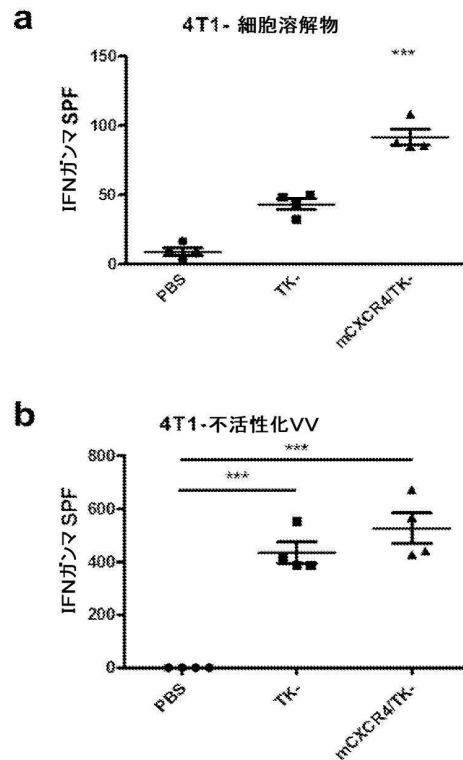 a
4T1- 細胞溶解物
***
150
100
50
0
IFNガンマ SPF
PBS
TK-
mCXCR4/TK-
b
4T1-不活性化VV
***
***
800
600
400
200
0
IFNガンマ SPF
PBS
TK-
mCXCR4/TK-